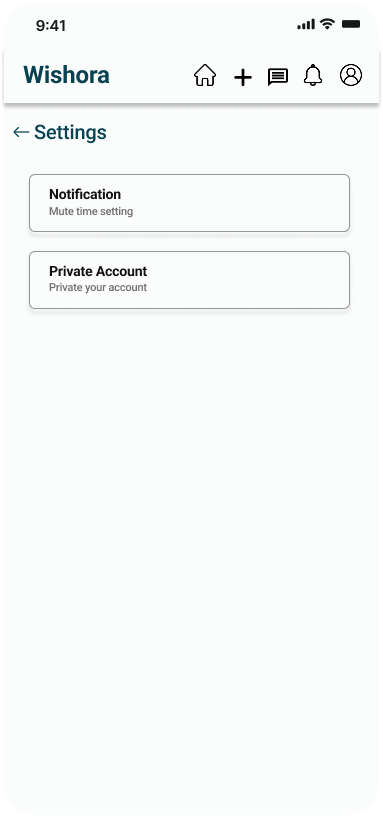 9:41
Wishora
Settings
Notification
Mute time setting
Private Account
Private your account